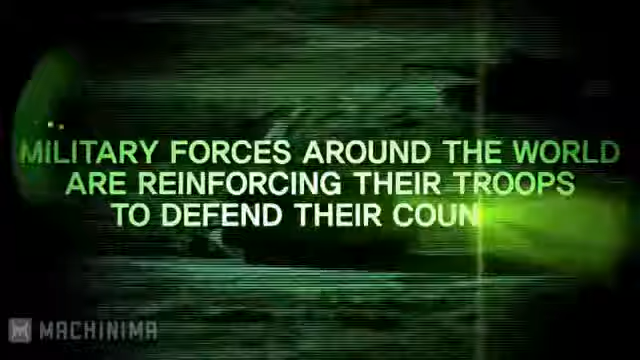 MILITARY FORCES AROUND THE WORLD
ARE REINFORCING THEIR TROOPS
TO DEFEND THEIR COUN
MACHINIMA